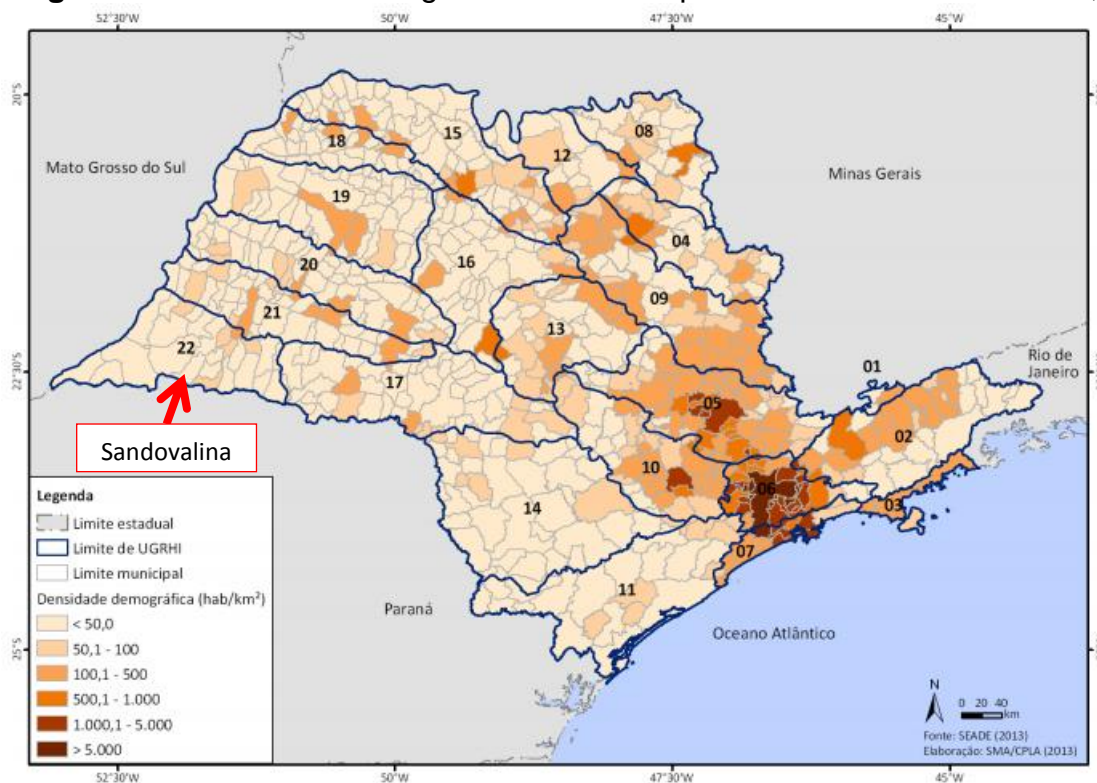 52°30'W 50°W 47°30'W 45°W
20°S
15
08
12
18
Mato Grosso do Sul
Minas Gerais
19
04
20
16
09
21
13
22
22°30'S
17
01
Rio de
Janeiro
05
02
Sandovalina
10
06
03
14
07
11
Paraná
Oceano Atlântico
25°S
Legenda
Limite estadual
Limite de UGRHI
Limite municipal
Densidade demográfica (hab/km²)
< 50,0
50,1 - 100
100,1 - 500
500,1 - 1.000
1.000,1 - 5.000
> 5.000
N
0 20 40
km
Fonte: SEADE (2013)
Elaboração: SMA/CPLA (2013)
52°30'W 50°W 47°30'W 45°W